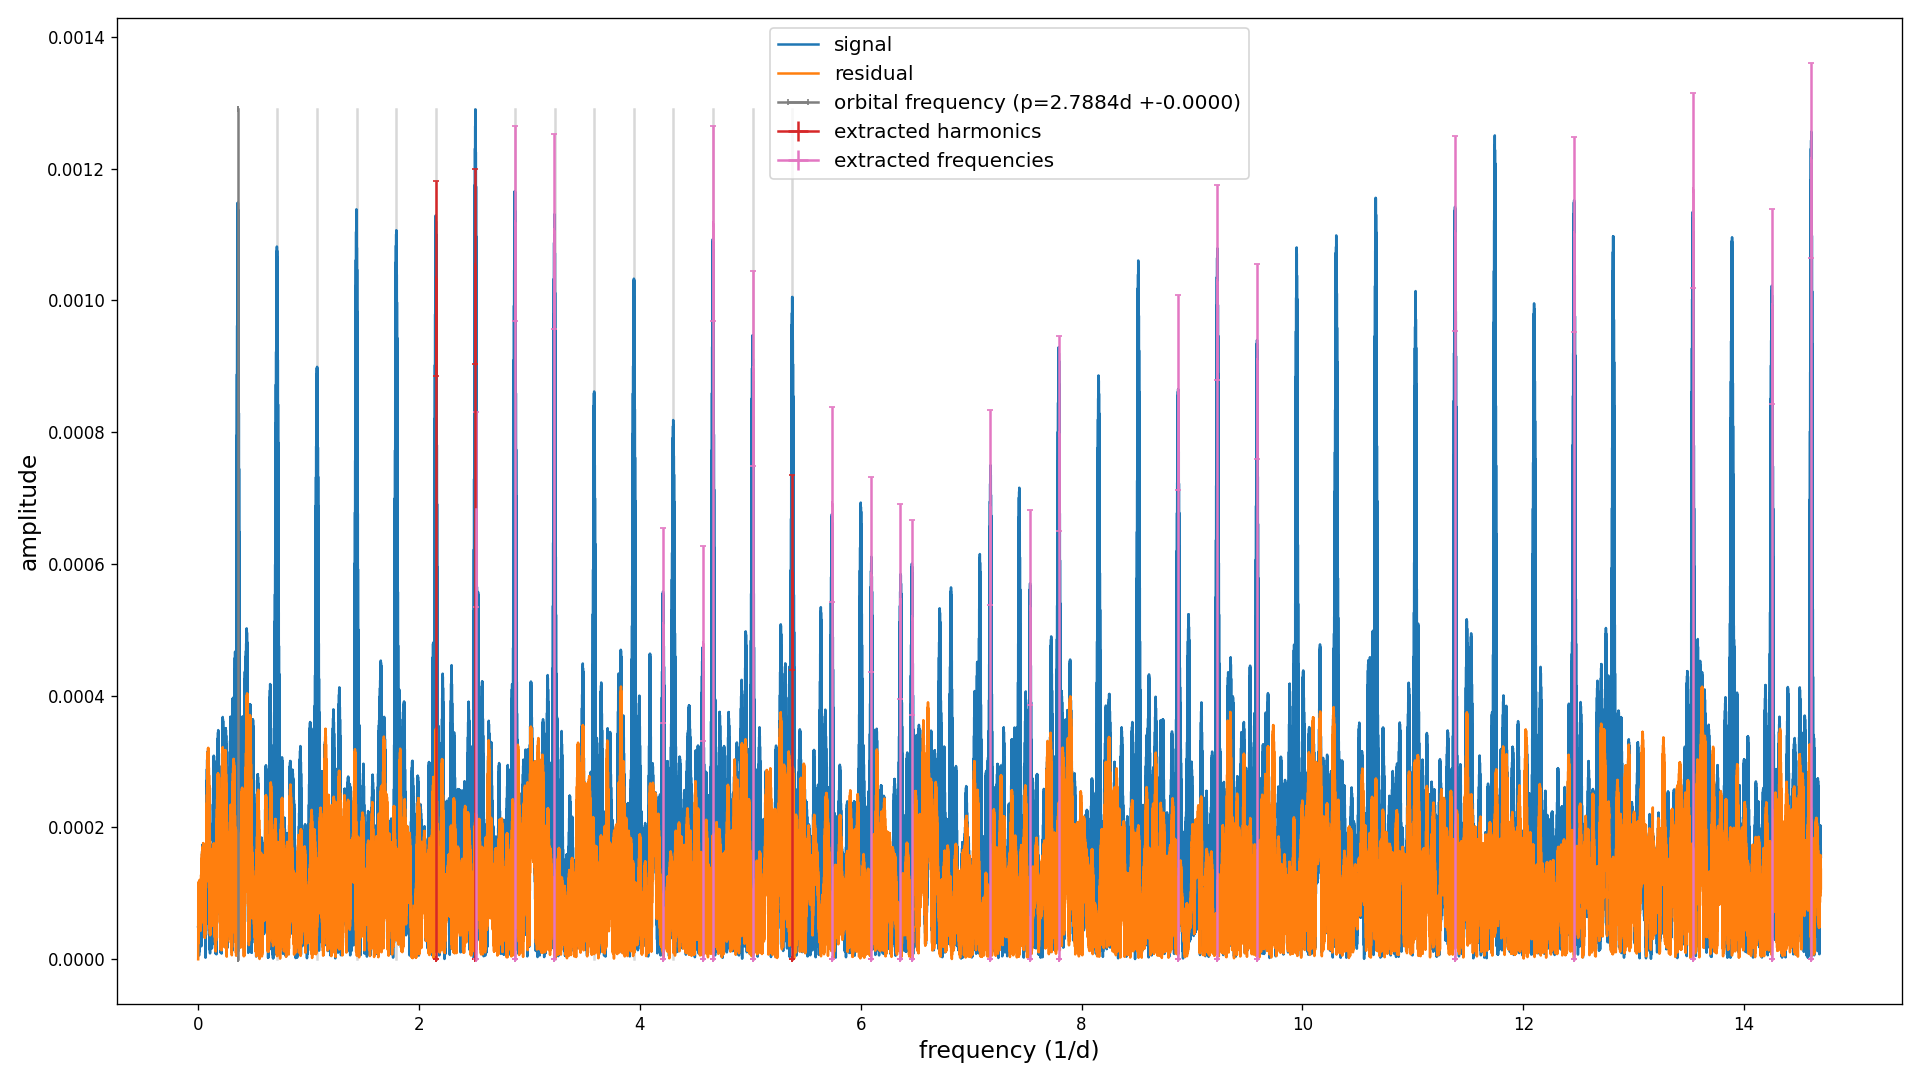 signal
residual
orbital frequency (p=2.7884d +-0.0000)
extracted harmonics
extracted frequencies
amplitude
0.0014
0.0012
0.0010
0.0008
0.0006
0.0004
0.0002
0.0000
0 2 4 6 8 10 12 14
frequency (1/d)